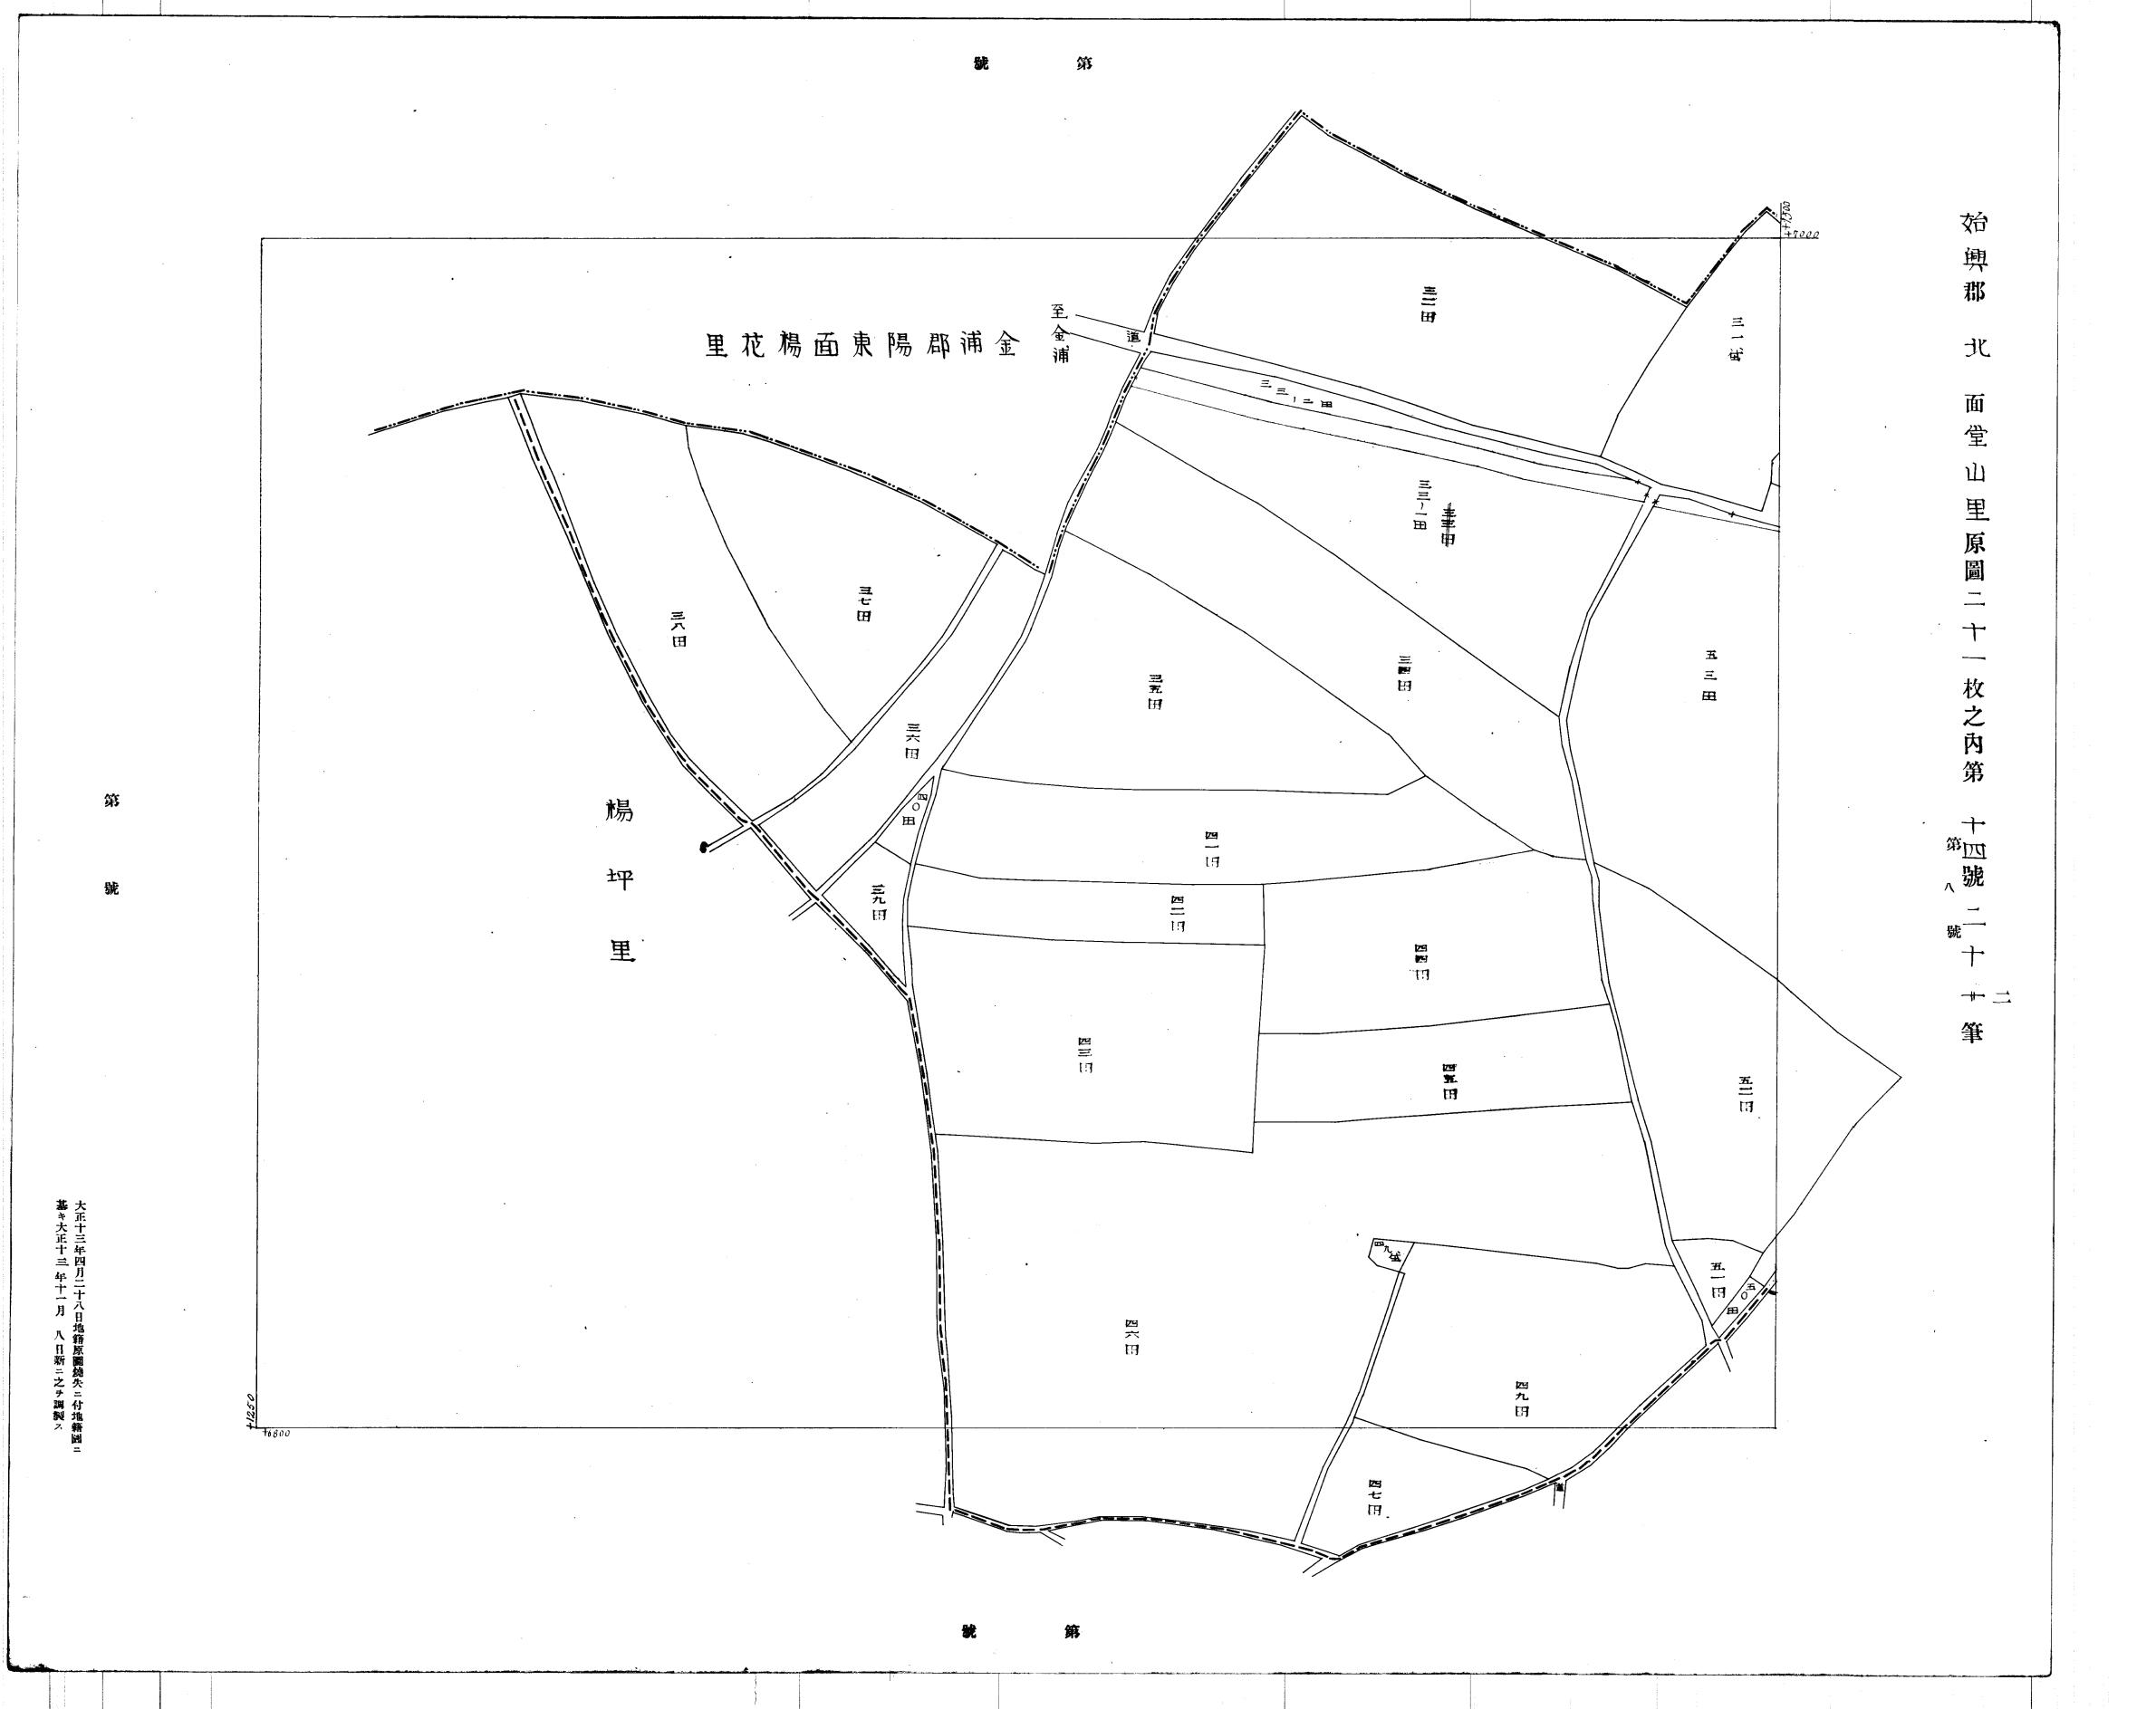 始興郡 北 面堂山里原圖二十一枚之內第 十四號二十十筆
二
第 八 號
第 號
第 號
第 號
+1300
+7000
+1250
+6800
金浦郡陽東面楊花里
至金浦
道
楊坪里
三一
三二田
三三ノ二田
三三ノ一田
三三田
三四田
三五田
三六田
三七田
三八田
三九田
四〇田
四一田
四二田
四三田
四四田
四五田
四六田
四七田
四九田
五〇田
五一田
五二田
五三田
大正十三年四月二十八日地籍原圖燒失ニ付地籍圖ニ
基キ大正十三年十一月 八日新ニ之ヲ調製ス